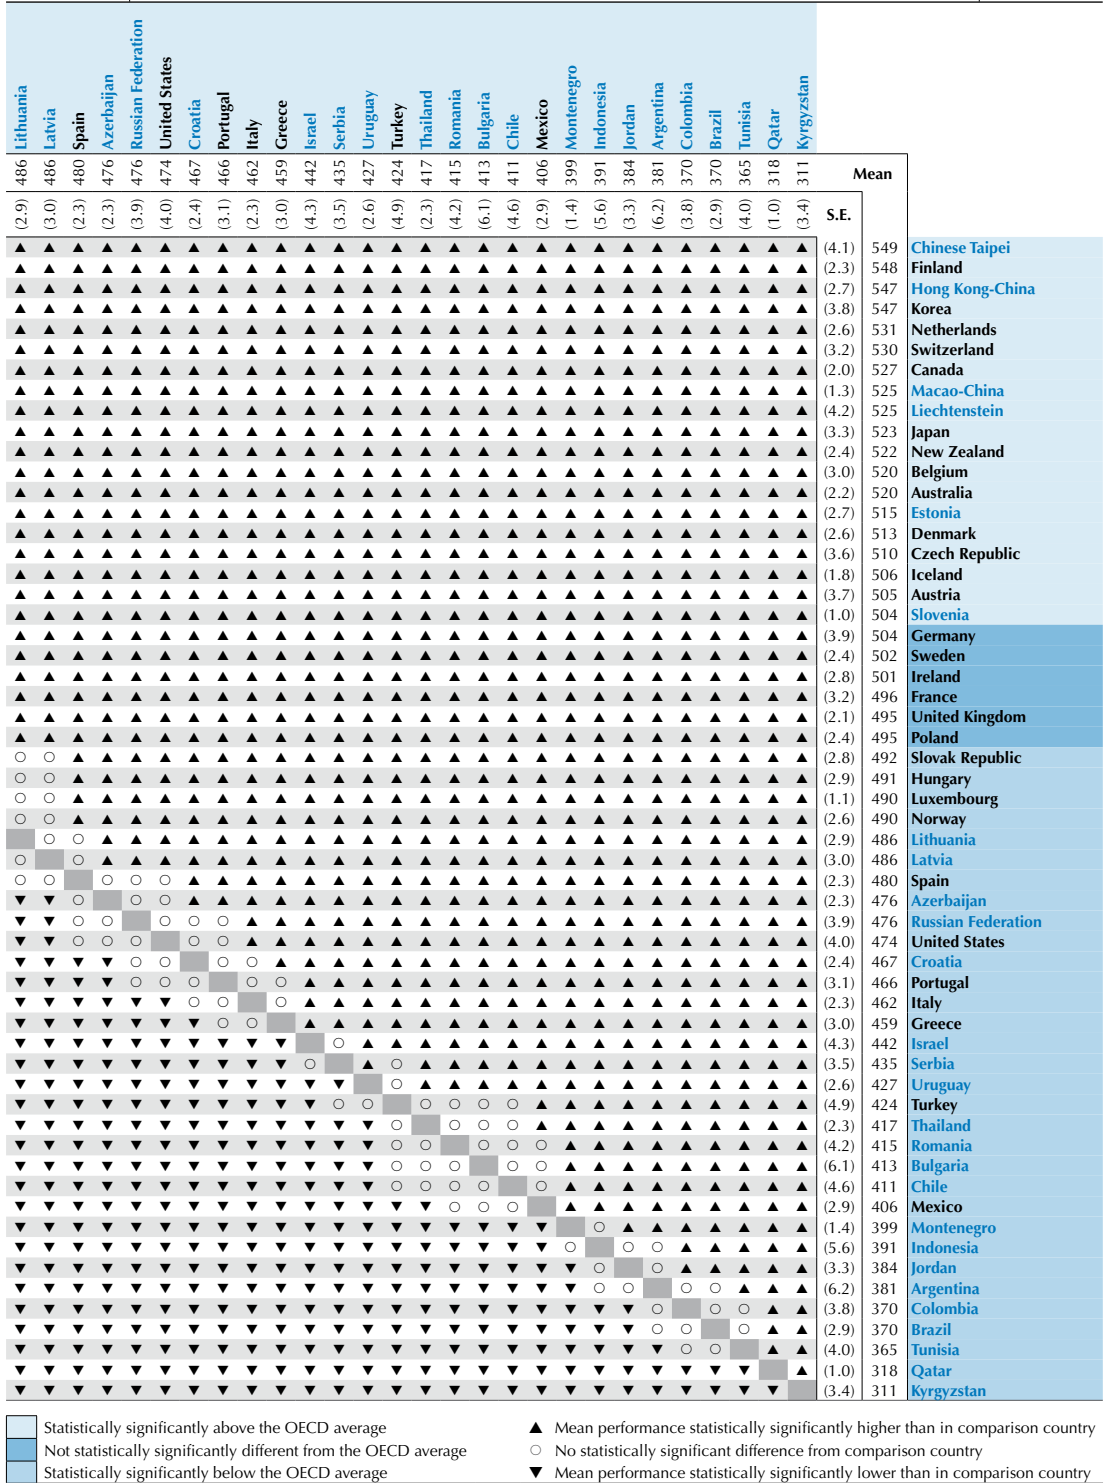 Lithuania Latvia Spain Azerbaijan Russian Federation United States Croatia Portugal Italy Greece Israel Serbia Uruguay Turkey Thailand Romania Bulgaria Chile Mexico Montenegro Indonesia Jordan Argentina Colombia Brazil Tunisia Qatar Kyrgyzstan
486 486 480 476 476 474 467 466 462 459 442 435 427 424 417 415 413 411 406 399 391 384 381 370 370 365 318 311 Mean
(2.9) (3.0) (2.3) (2.3) (3.9) (4.0) (2.4) (3.1) (2.3) (3.0) (4.3) (3.5) (2.6) (4.9) (2.3) (4.2) (6.1) (4.6) (2.9) (1.4) (5.6) (3.3) (6.2) (3.8) (2.9) (4.0) (1.0) (3.4) S.E.
(4.1) 549 Chinese Taipei
(2.3) 548 Finland
(2.7) 547 Hong Kong-China
(3.8) 547 Korea
(2.6) 531 Netherlands
(3.2) 530 Switzerland
(2.0) 527 Canada
(1.3) 525 Macao-China
(4.2) 525 Liechtenstein
(3.3) 523 Japan
(2.4) 522 New Zealand
(3.0) 520 Belgium
(2.2) 520 Australia
(2.7) 515 Estonia
(2.6) 513 Denmark
(3.6) 510 Czech Republic
(1.8) 506 Iceland
(3.7) 505 Austria
(1.0) 504 Slovenia
(3.9) 504 Germany
(2.4) 502 Sweden
(2.8) 501 Ireland
(3.2) 496 France
(2.1) 495 United Kingdom
(2.4) 495 Poland
(2.8) 492 Slovak Republic
(2.9) 491 Hungary
(1.1) 490 Luxembourg
(2.6) 490 Norway
(2.9) 486 Lithuania
(3.0) 486 Latvia
(2.3) 480 Spain
(2.3) 476 Azerbaijan
(3.9) 476 Russian Federation
(4.0) 474 United States
(2.4) 467 Croatia
(3.1) 466 Portugal
(2.3) 462 Italy
(3.0) 459 Greece
(4.3) 442 Israel
(3.5) 435 Serbia
(2.6) 427 Uruguay
(4.9) 424 Turkey
(2.3) 417 Thailand
(4.2) 415 Romania
(6.1) 413 Bulgaria
(4.6) 411 Chile
(2.9) 406 Mexico
(1.4) 399 Montenegro
(5.6) 391 Indonesia
(3.3) 384 Jordan
(6.2) 381 Argentina
(3.8) 370 Colombia
(2.9) 370 Brazil
(4.0) 365 Tunisia
(1.0) 318 Qatar
(3.4) 311 Kyrgyzstan
Statistically significantly above the OECD average
Not statistically significantly different from the OECD average
Statistically significantly below the OECD average
▲ Mean performance statistically significantly higher than in comparison country
○ No statistically significant difference from comparison country
▼ Mean performance statistically significantly lower than in comparison country